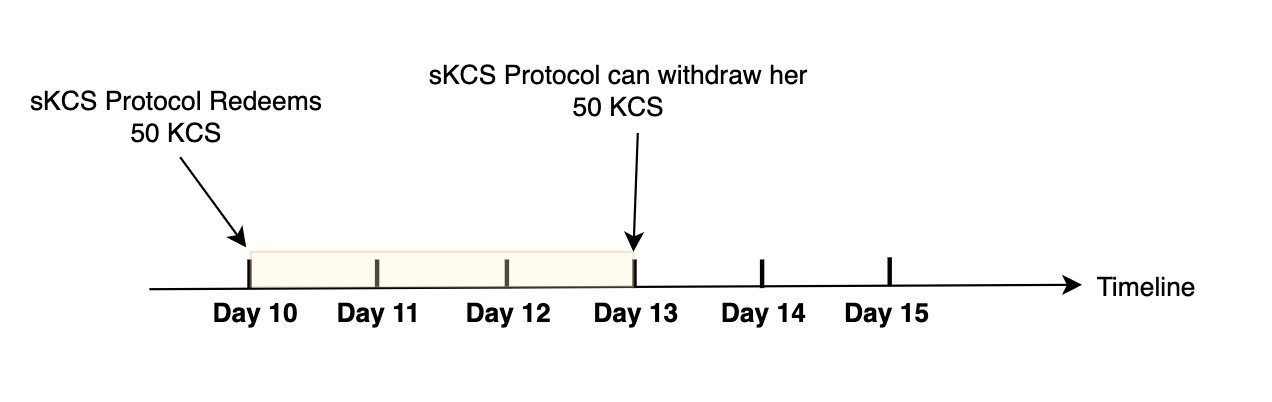 sKCS Protocol can withdraw her
50 KCS
sKCS Protocol Redeems
50 KCS
Timeline
Day 10
Day 11
Day 12
Day 13
Day 14
Day 15